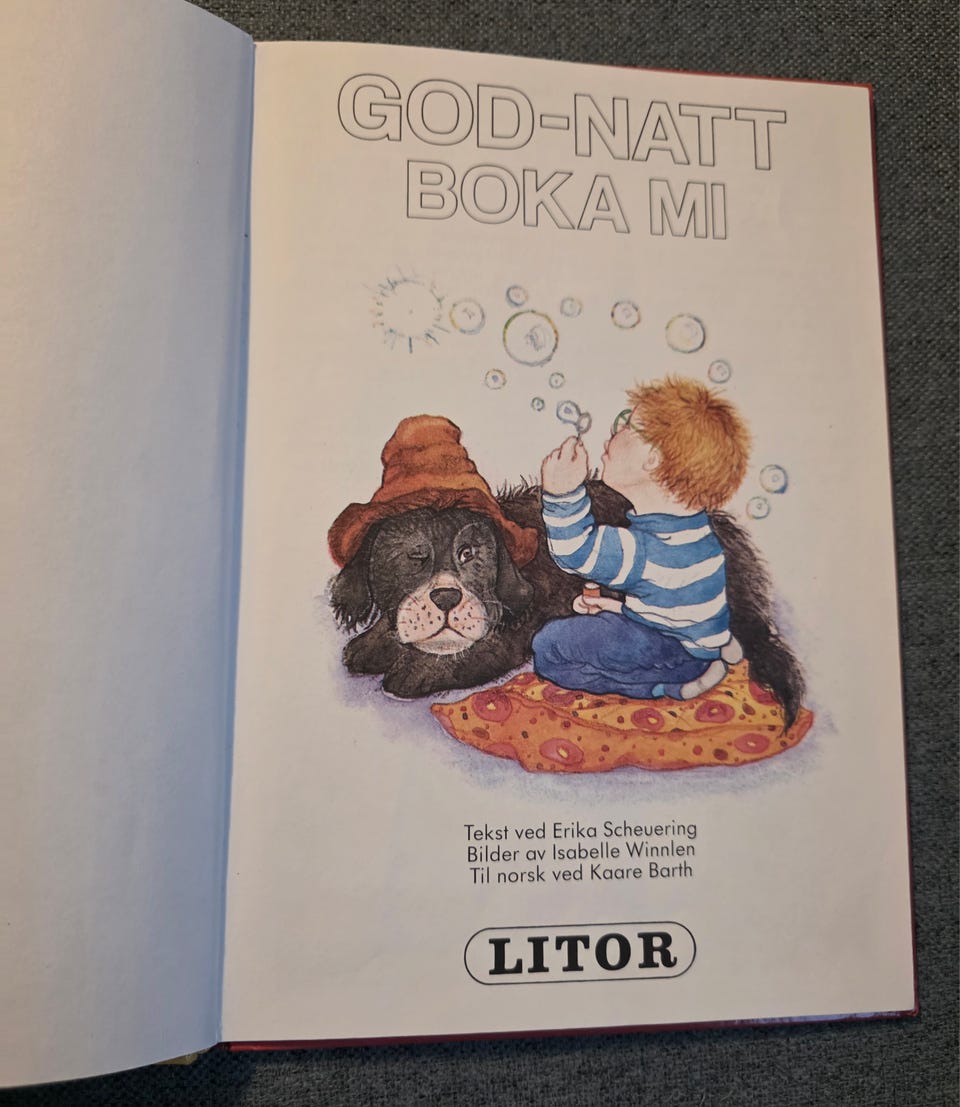 GOD-NATT
BOKA MI
Tekst ved Erika Scheuering
Bilder av Isabelle Winnlen
Til norsk ved Kaare Barth
LITOR